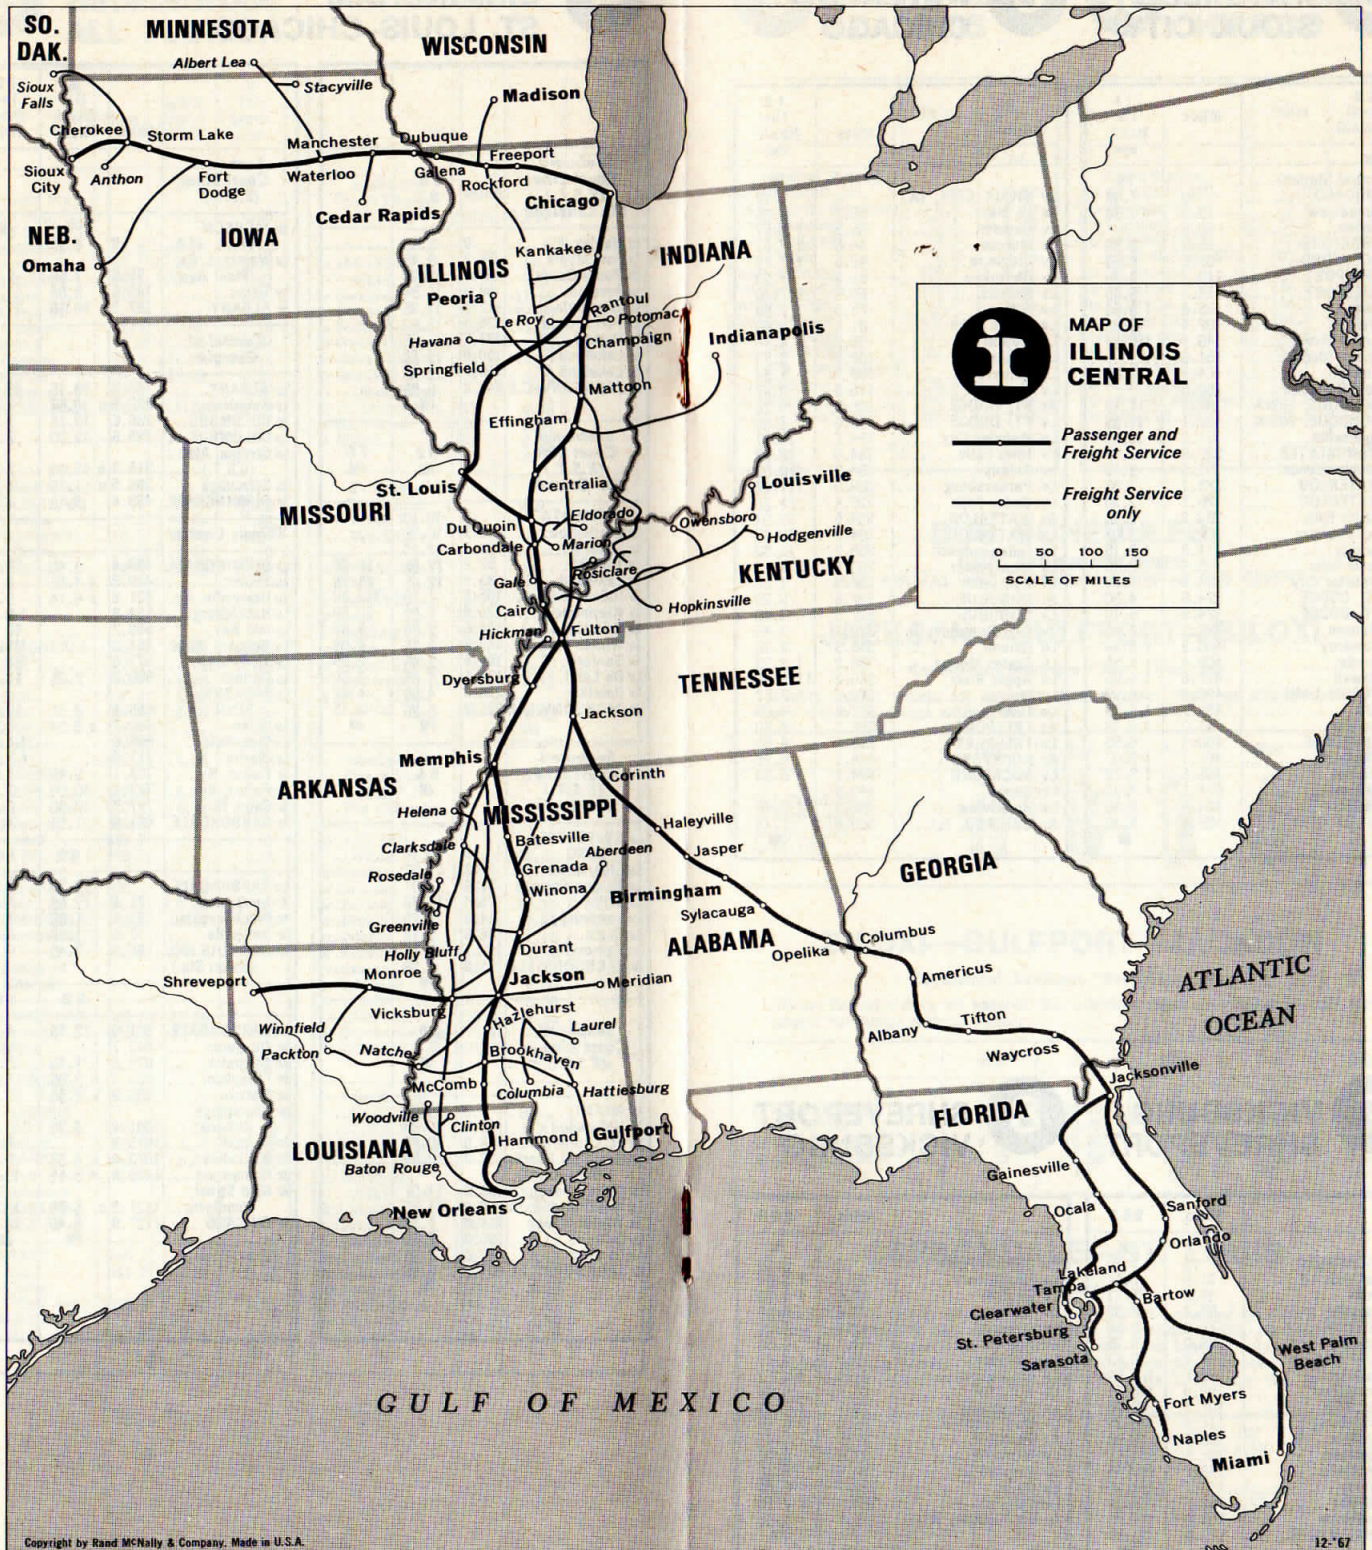 SO.
DAK.
MINNESOTA
WISCONSIN
Albert Lea
Stacyville
Sioux
Falls
Madison
Cherokee
Storm Lake
Manchester
Dubuque
Freeport
Sioux
City
Anthon
Fort
Dodge
Waterloo
Galena
Rockford
Cedar Rapids
Chicago
NEB.
IOWA
Omaha
Kankakee
ILLINOIS
INDIANA
Peoria
Rantoul
Le Roy
Potomac
Indianapolis
Havana
Champaign
Springfield
Mattoon
Effingham
St. Louis
Centralia
Louisville
MISSOURI
Eldorado
Owensboro
Du Quoin
Carbondale
Marion
Hodgenville
Gale
Rosiclare
KENTUCKY
Cairo
Hopkinsville
Hickman
Fulton
Dyersburg
TENNESSEE
Jackson
Memphis
Corinth
ARKANSAS
Helena
MISSISSIPPI
Haleyville
Clarksdale
Batesville
Aberdeen
Jasper
Rosedale
Grenada
Winona
Birmingham
GEORGIA
Greenville
Sylacauga
Holly Bluff
Durant
ALABAMA
Opelika
Columbus
Shreveport
Monroe
Jackson
Meridian
Americus
Vicksburg
Hazlehurst
Winnfield
Laurel
Albany
Tifton
Packton
Natchez
Brookhaven
Waycross
McComb
Columbia
Hattiesburg
Jacksonville
Woodville
Clinton
FLORIDA
LOUISIANA
Hammond
Gulfport
Baton Rouge
Gainesville
New Orleans
Ocala
Sanford
Orlando
Lakeland
Tampa
Bartow
Clearwater
St. Petersburg
Sarasota
West Palm
Beach
Fort Myers
Naples
Miami
ATLANTIC
OCEAN
GULF OF MEXICO
MAP OF
ILLINOIS
CENTRAL
Passenger and
Freight Service
Freight Service
only
0 50 100 150
SCALE OF MILES
Copyright by Rand McNally & Company. Made in U.S.A.
12-'67